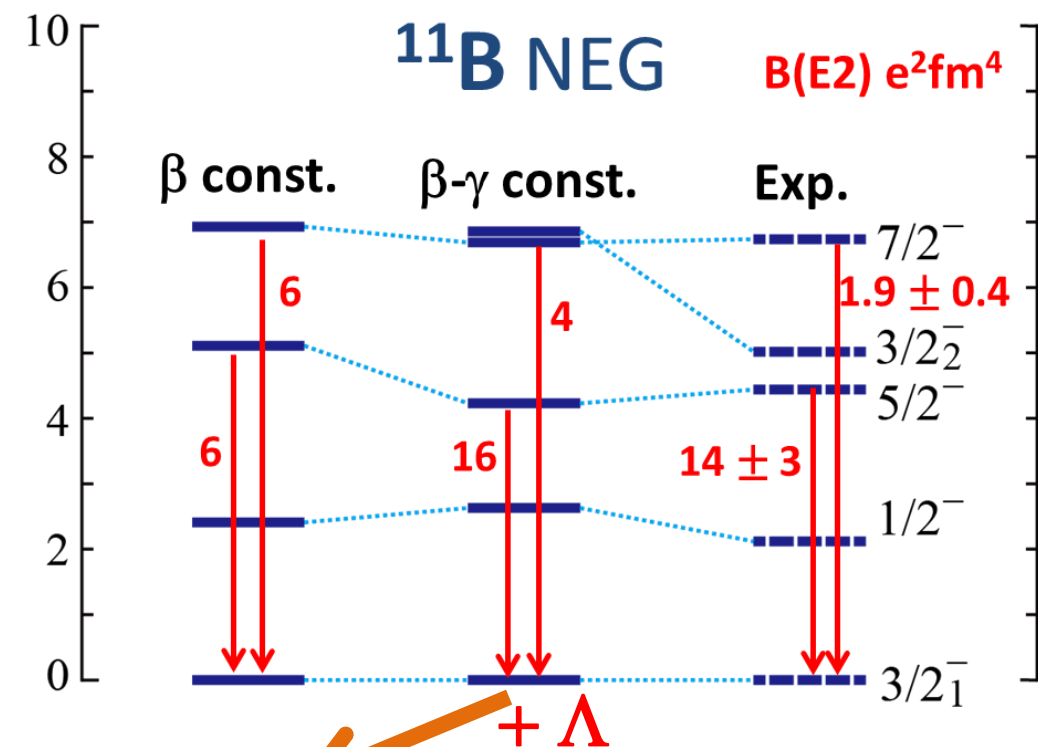 10
¹¹B NEG
B(E2) e²fm⁴
8
β const.
β-γ const.
Exp.
7/2⁻
6
6
4
1.9 ± 0.4
3/2₂⁻
5/2⁻
4
6
16
14 ± 3
1/2⁻
2
0
3/2₁⁻
+ Λ